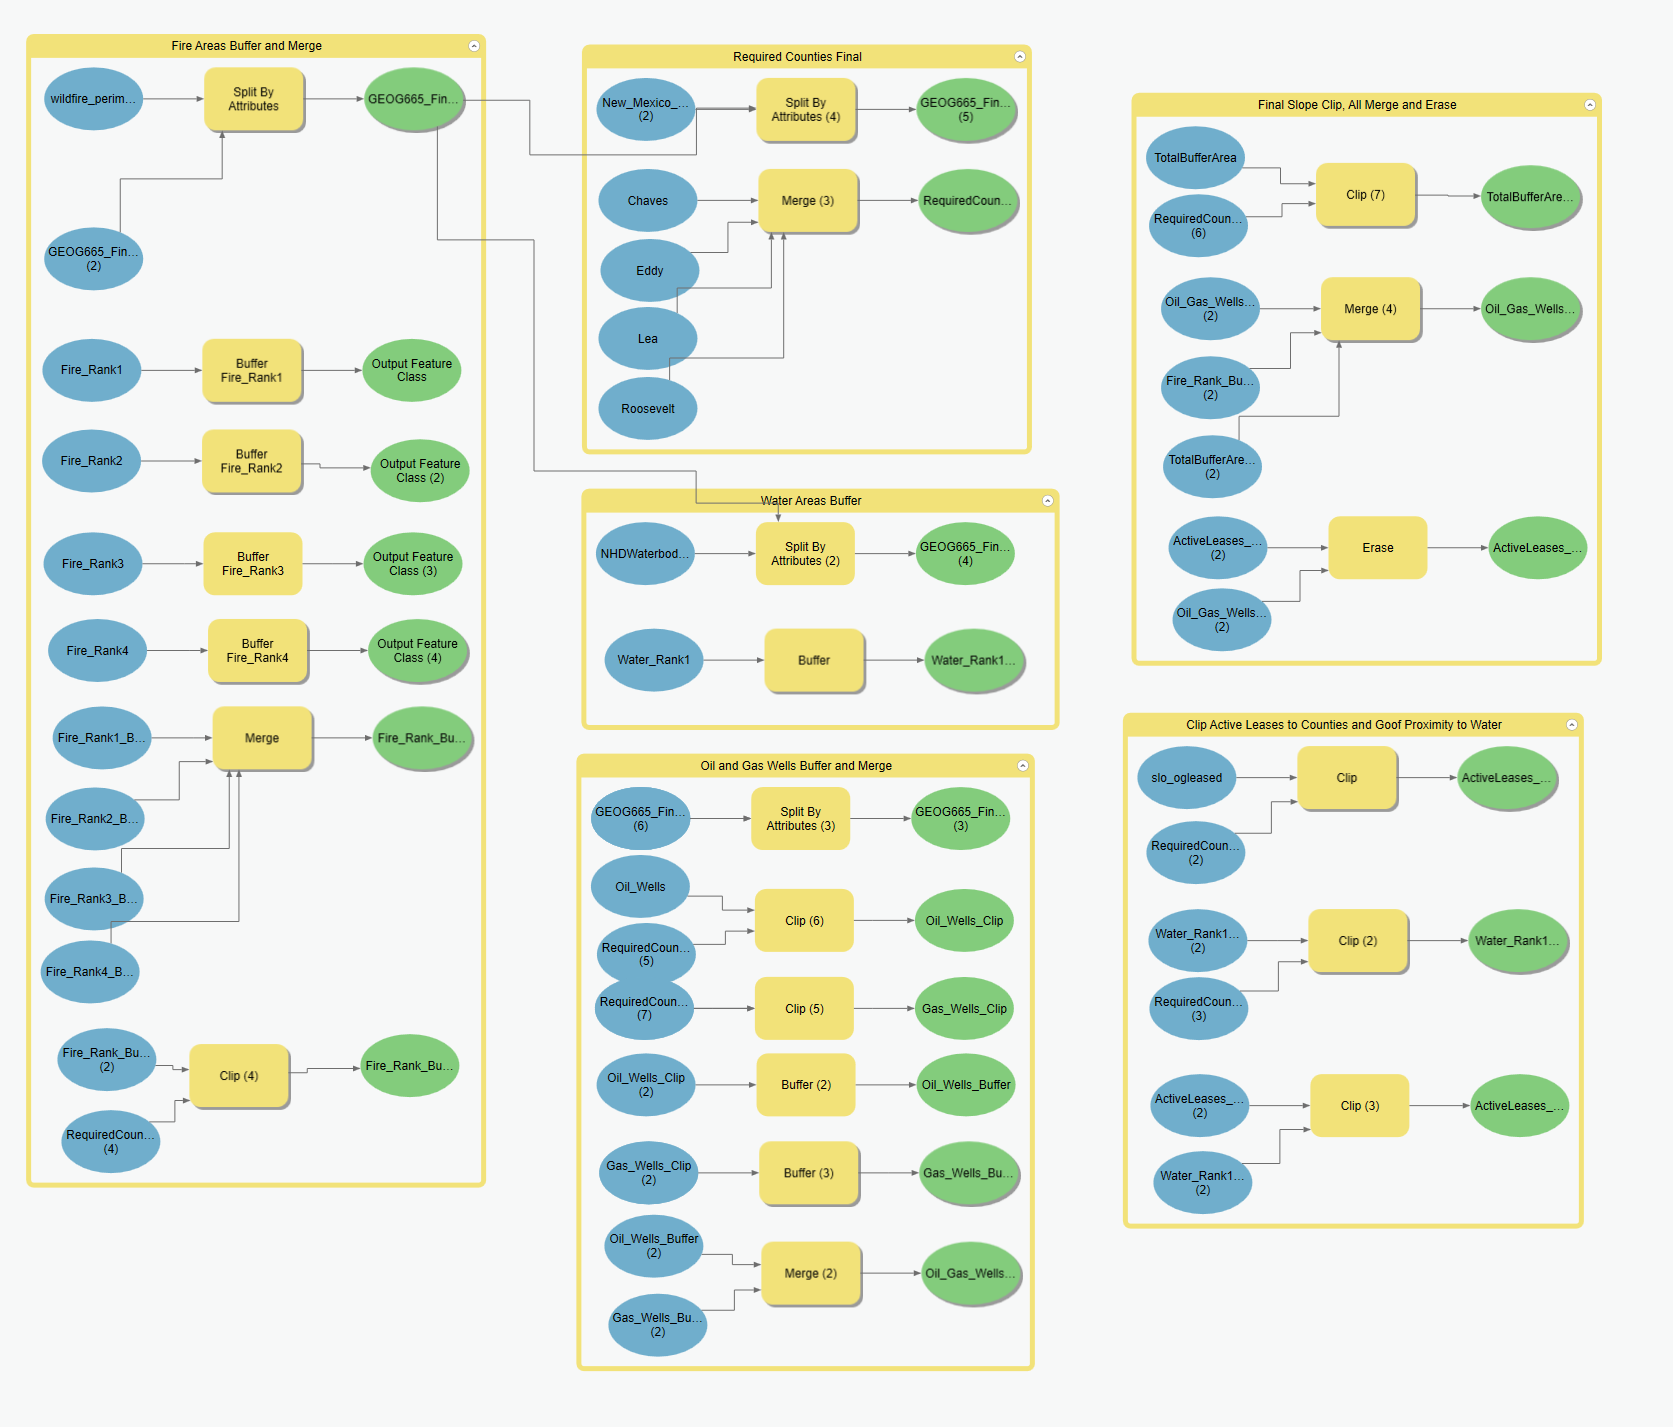 Fire Areas Buffer and Merge
wildfire_perim...
Split By
Attributes
GEOG665_Fin...
GEOG665_Fin...
(2)
Fire_Rank1
Buffer
Fire_Rank1
Output Feature
Class
Fire_Rank2
Buffer
Fire_Rank2
Output Feature
Class (2)
Fire_Rank3
Buffer
Fire_Rank3
Output Feature
Class (3)
Fire_Rank4
Buffer
Fire_Rank4
Output Feature
Class (4)
Fire_Rank1_B...
Merge
Fire_Rank_Bu...
Fire_Rank2_B...
Fire_Rank3_B...
Fire_Rank4_B...
Fire_Rank_Bu...
(2)
Clip (4)
Fire_Rank_Bu...
RequiredCoun...
(4)
Required Counties Final
New_Mexico_...
(2)
Split By
Attributes (4)
GEOG665_Fin...
(5)
Chaves
Merge (3)
RequiredCoun...
Eddy
Lea
Roosevelt
Water Areas Buffer
NHDWaterbod...
Split By
Attributes (2)
GEOG665_Fin...
(4)
Water_Rank1
Buffer
Water_Rank1...
Oil and Gas Wells Buffer and Merge
GEOG665_Fin...
(6)
Split By
Attributes (3)
GEOG665_Fin...
(3)
Oil_Wells
Clip (6)
Oil_Wells_Clip
RequiredCoun...
(5)
RequiredCoun...
(7)
Clip (5)
Gas_Wells_Clip
Oil_Wells_Clip
(2)
Buffer (2)
Oil_Wells_Buffer
Gas_Wells_Clip
(2)
Buffer (3)
Gas_Wells_Bu...
Oil_Wells_Buffer
(2)
Merge (2)
Oil_Gas_Wells...
Gas_Wells_Bu...
(2)
Final Slope Clip, All Merge and Erase
TotalBufferArea
Clip (7)
TotalBufferAre...
RequiredCoun...
(6)
Oil_Gas_Wells...
(2)
Merge (4)
Oil_Gas_Wells...
Fire_Rank_Bu...
(2)
TotalBufferAre...
(2)
ActiveLeases_...
(2)
Erase
ActiveLeases_...
Oil_Gas_Wells...
(2)
Clip Active Leases to Counties and Goof Proximity to Water
slo_ogleased
Clip
ActiveLeases_...
RequiredCoun...
(2)
Water_Rank1...
(2)
Clip (2)
Water_Rank1...
RequiredCoun...
(3)
ActiveLeases_...
(2)
Clip (3)
ActiveLeases_...
Water_Rank1...
(2)